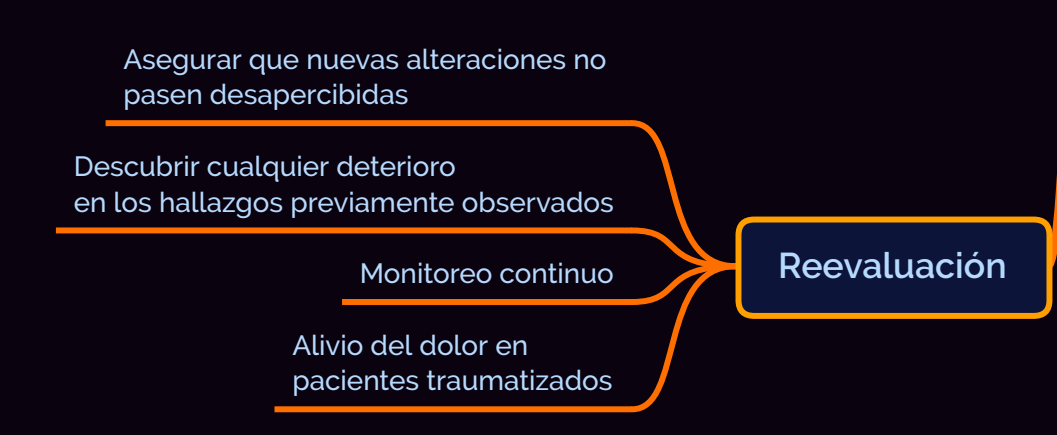 Asegurar que nuevas alteraciones no
pasen desapercibidas
Descubrir cualquier deterioro
en los hallazgos previamente observados
Monitoreo continuo
Alivio del dolor en
pacientes traumatizados
Reevaluación